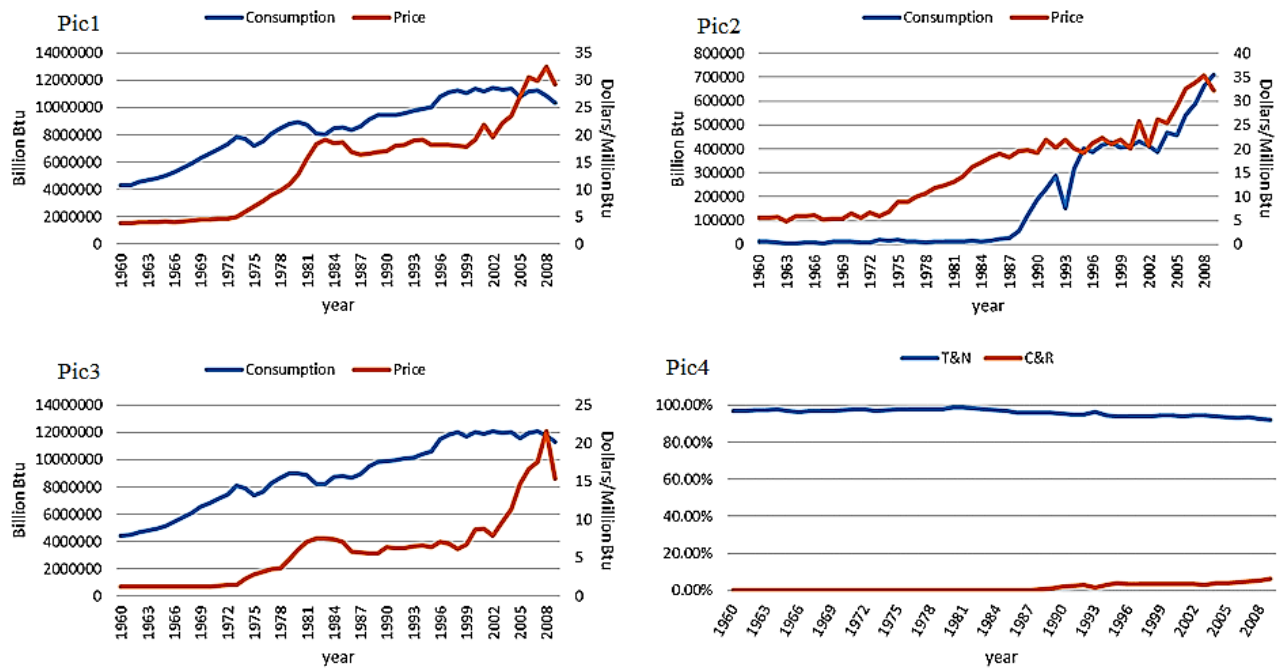 Pic1
Consumption Price
14000000
12000000
10000000
8000000
6000000
4000000
2000000
0
Billion Btu
35
30
25
20
15
10
5
0
Dollars/Million Btu
1960 1963 1966 1969 1972 1975 1978 1981 1984 1987 1990 1993 1996 1999 2002 2005 2008
year
Pic2
Consumption Price
800000
700000
600000
500000
400000
300000
200000
100000
0
Billion Btu
40
35
30
25
20
15
10
5
0
Dollars/Million Btu
1960 1963 1966 1969 1972 1975 1978 1981 1984 1987 1990 1993 1996 1999 2002 2005 2008
year
Pic3
Consumption Price
14000000
12000000
10000000
8000000
6000000
4000000
2000000
0
Billion Btu
25
20
15
10
5
0
Dollars/Million Btu
1960 1963 1966 1969 1972 1975 1978 1981 1984 1987 1990 1993 1996 1999 2002 2005 2008
year
Pic4
T&N C&R
100.00%
80.00%
60.00%
40.00%
20.00%
0.00%
1960 1963 1966 1969 1972 1975 1978 1981 1984 1987 1990 1993 1996 1999 2002 2005 2008
year